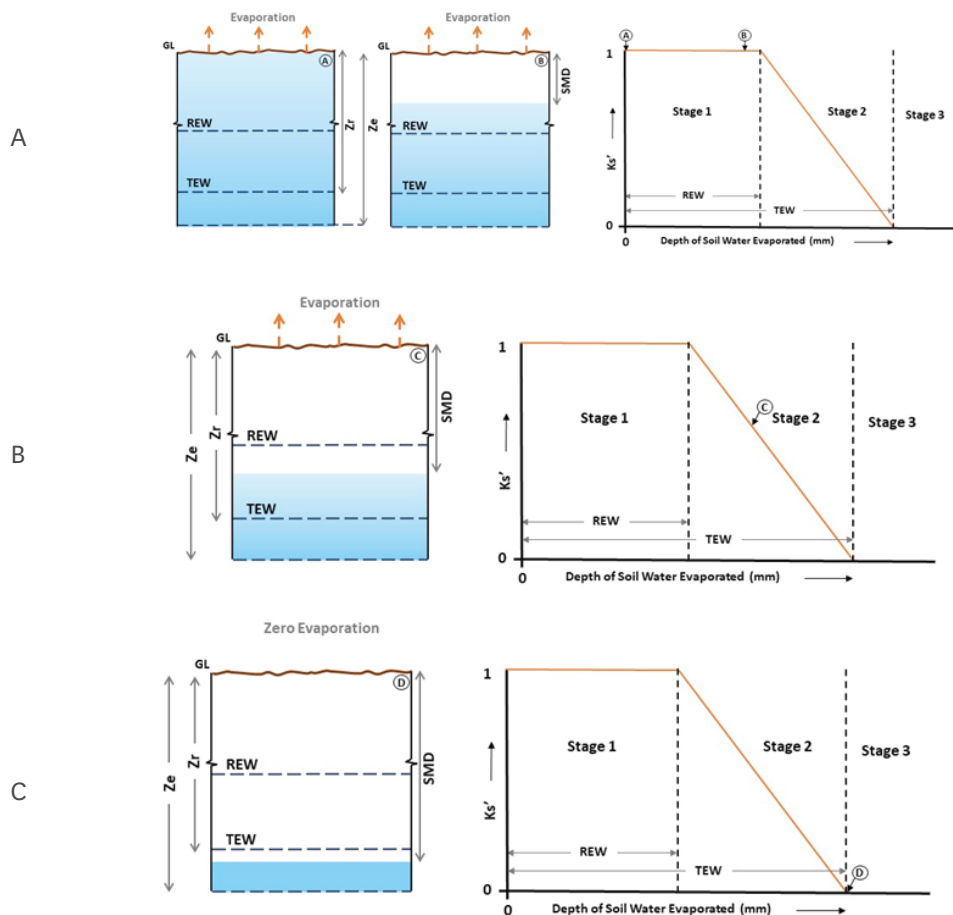 A
Evaporation
GL
Ⓐ
REW
TEW
Zr
Ze
Evaporation
GL
Ⓑ
SMD
REW
TEW
Ⓐ
Ⓑ
1
Stage 1
Stage 2
Stage 3
Ks'
REW
TEW
0
0
Depth of Soil Water Evaporated (mm)
B
Evaporation
GL
Ⓒ
SMD
Ze
Zr
REW
TEW
1
Ⓒ
Stage 1
Stage 2
Stage 3
Ks'
REW
TEW
0
0
Depth of Soil Water Evaporated (mm)
C
Zero Evaporation
GL
Ⓓ
Ze
Zr
SMD
REW
TEW
1
Stage 1
Stage 2
Stage 3
Ks'
REW
TEW
Ⓓ
0
0
Depth of Soil Water Evaporated (mm)